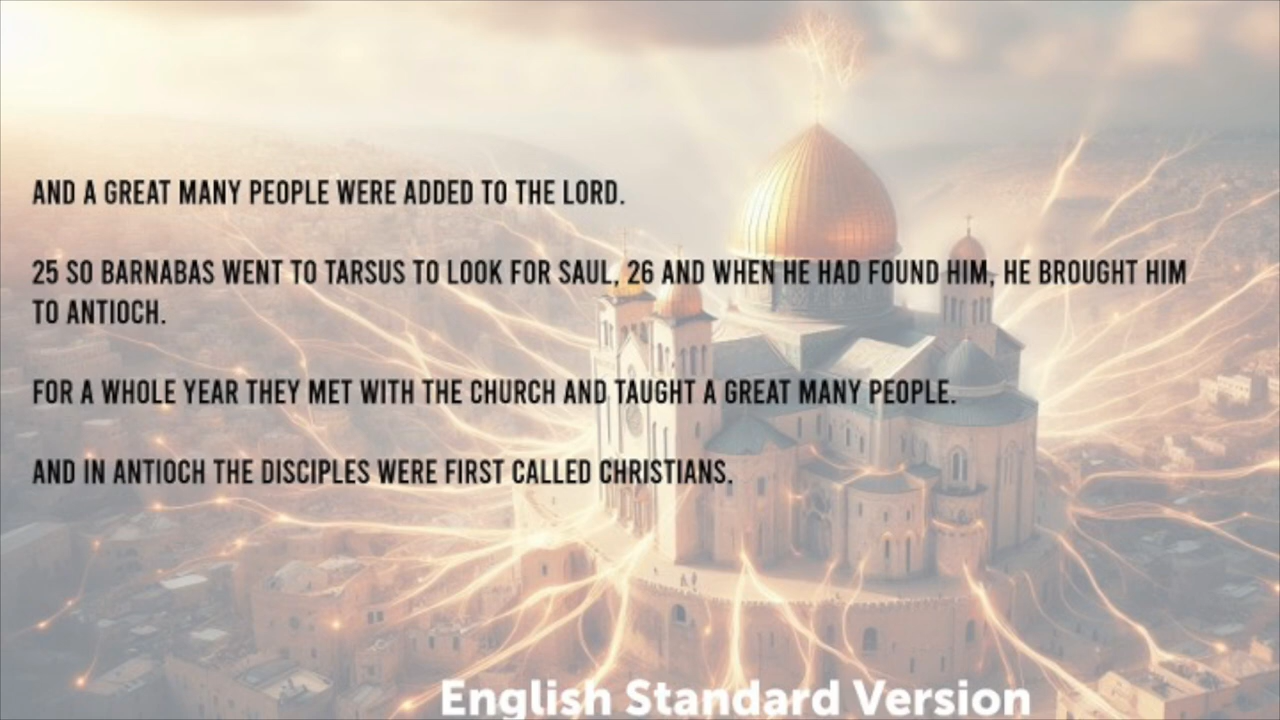 AND A GREAT MANY PEOPLE WERE ADDED TO THE LORD.
25 SO BARNABAS WENT TO TARSUS TO LOOK FOR SAUL, 26 AND WHEN HE HAD FOUND HIM, HE BROUGHT HIM
TO ANTIOCH.
FOR A WHOLE YEAR THEY MET WITH THE CHURCH AND TAUGHT A GREAT MANY PEOPLE.
AND IN ANTIOCH THE DISCIPLES WERE FIRST CALLED CHRISTIANS.
English Standard Version